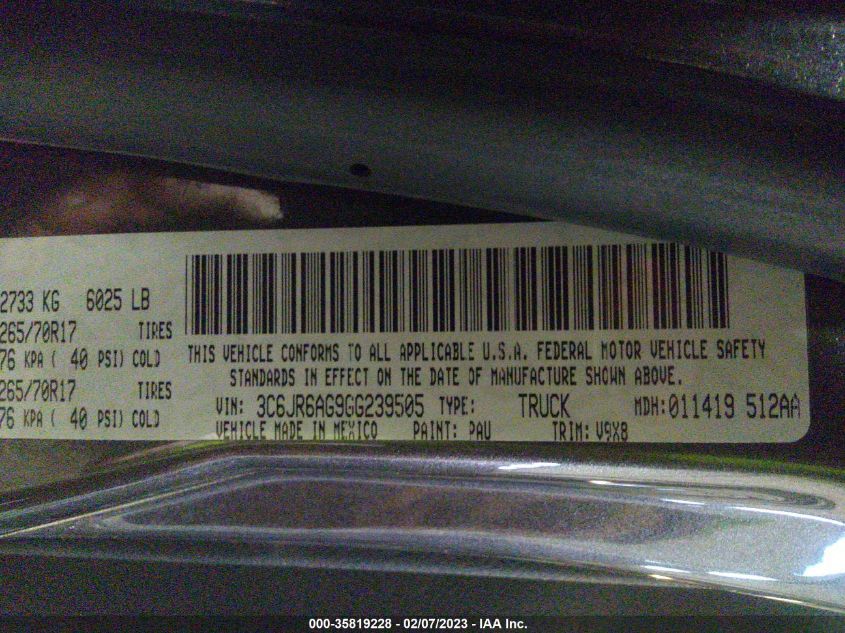 2733 KG 6025 LB
265/70R17 TIRES
76 KPA ( 40 PSI) COLD
265/70R17 TIRES
76 KPA ( 40 PSI) COLD
THIS VEHICLE CONFORMS TO ALL APPLICABLE U.S.A. FEDERAL MOTOR VEHICLE SAFETY
STANDARDS IN EFFECT ON THE DATE OF MANUFACTURE SHOWN ABOVE.
VIN: 3C6JR6AG9GG239505 TYPE: TRUCK MDH:011419 512AA
VEHICLE MADE IN MEXICO PAINT: PAU TRIM: V9X8
000-35819228 - 02/07/2023 - IAA Inc.